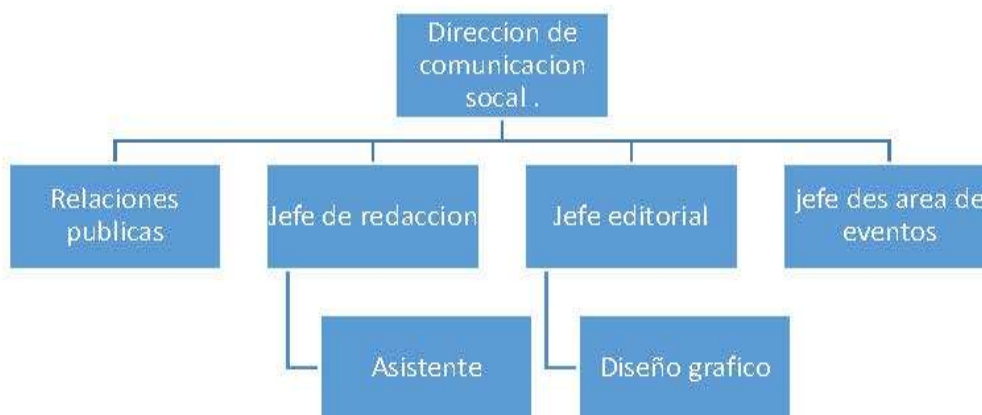 Direccion de
comunicacion
socal .
Relaciones
publicas
Jefe de redaccion
Jefe editorial
jefe des area de
eventos
Asistente
Diseño grafico